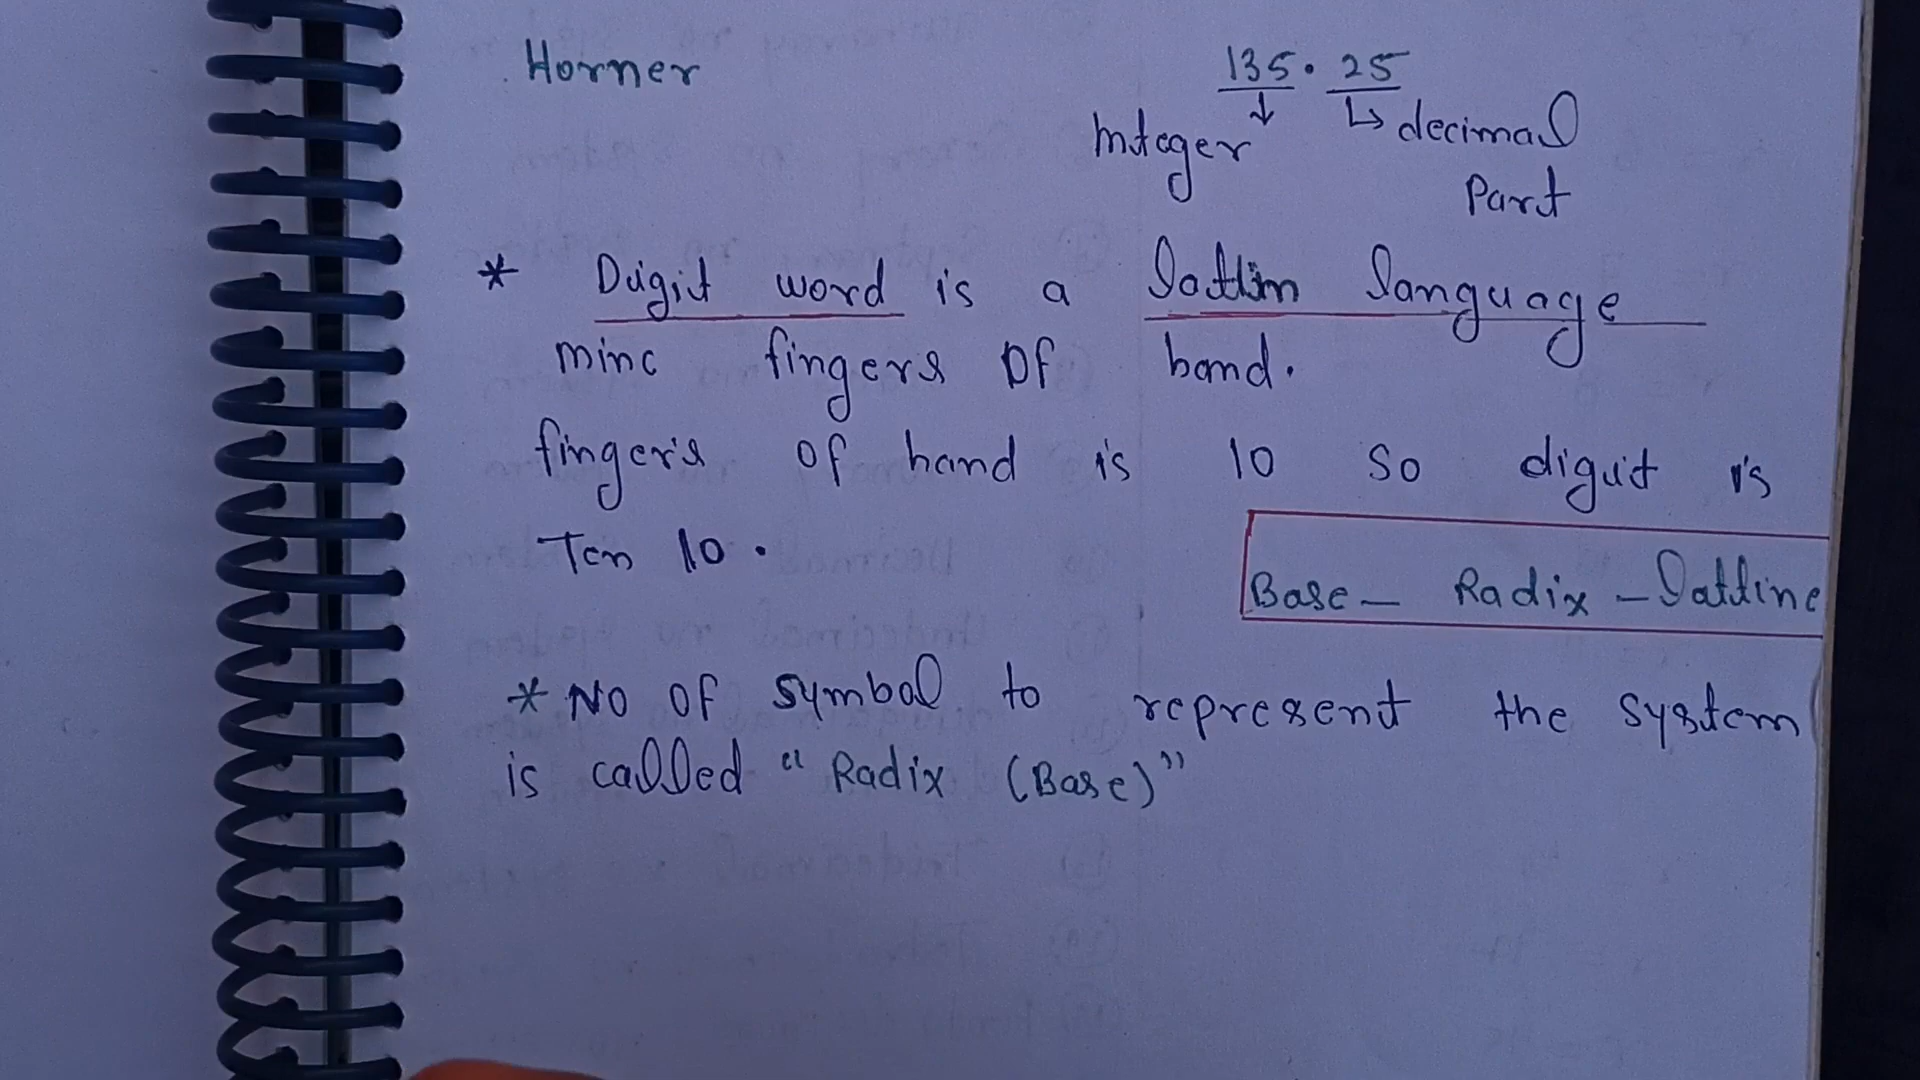 Horner
135.25
Integer decimal
Part
* Digit word is a lattin language
minc fingers of hand.
fingers of hand is 10 so digit is
Ten 10.
Base - Radix - lattine
* No of symbol to represent the system
is called "Radix (Base)"